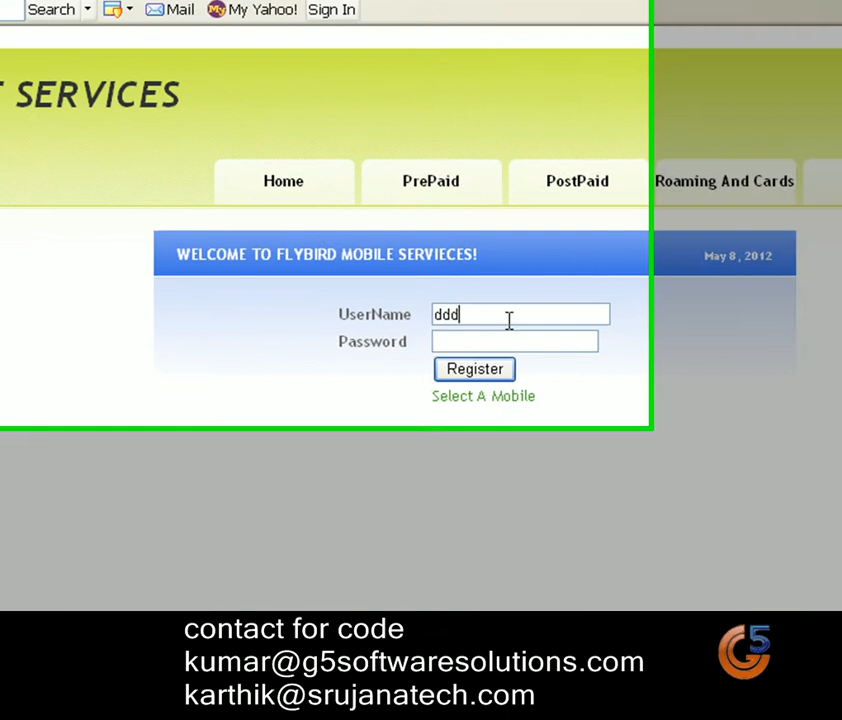 Search Mail My Yahoo! Sign In
SERVICES
Home PrePaid PostPaid Roaming And Cards
WELCOME TO FLYBIRD MOBILE SERVIECES! May 8, 2012
UserName ddd
Password
Register
Select A Mobile
contact for code
kumar@g5softwaresolutions.com
karthik@srujanatech.com
G5